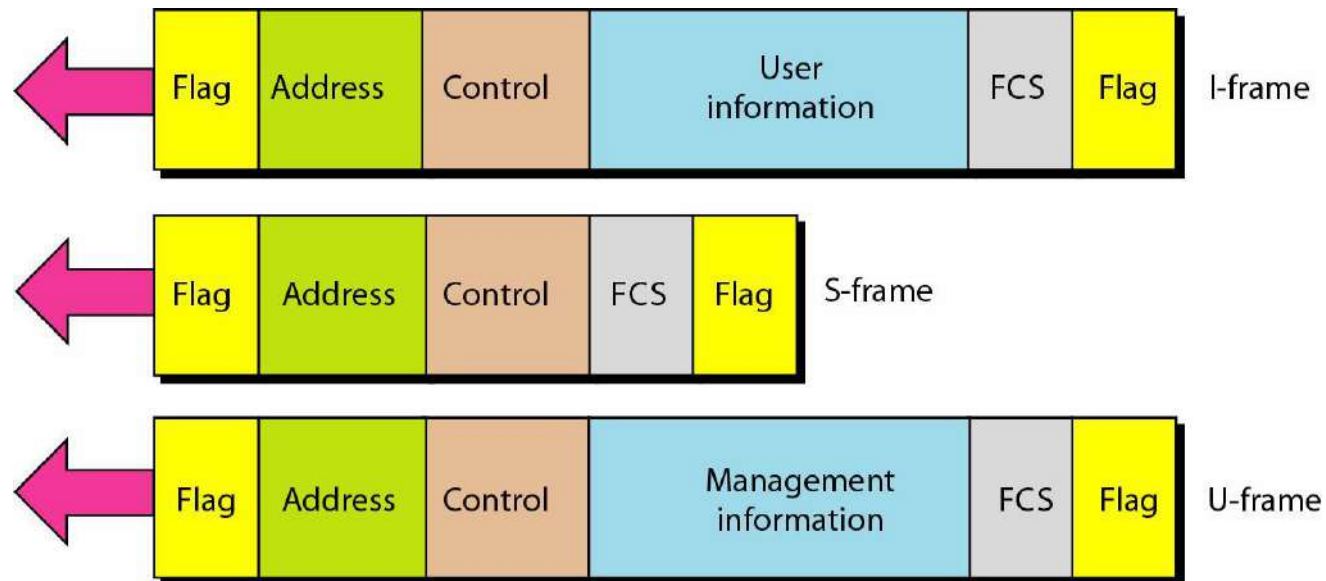 Flag Address Control User information FCS Flag I-frame
Flag Address Control FCS Flag S-frame
Flag Address Control Management information FCS Flag U-frame